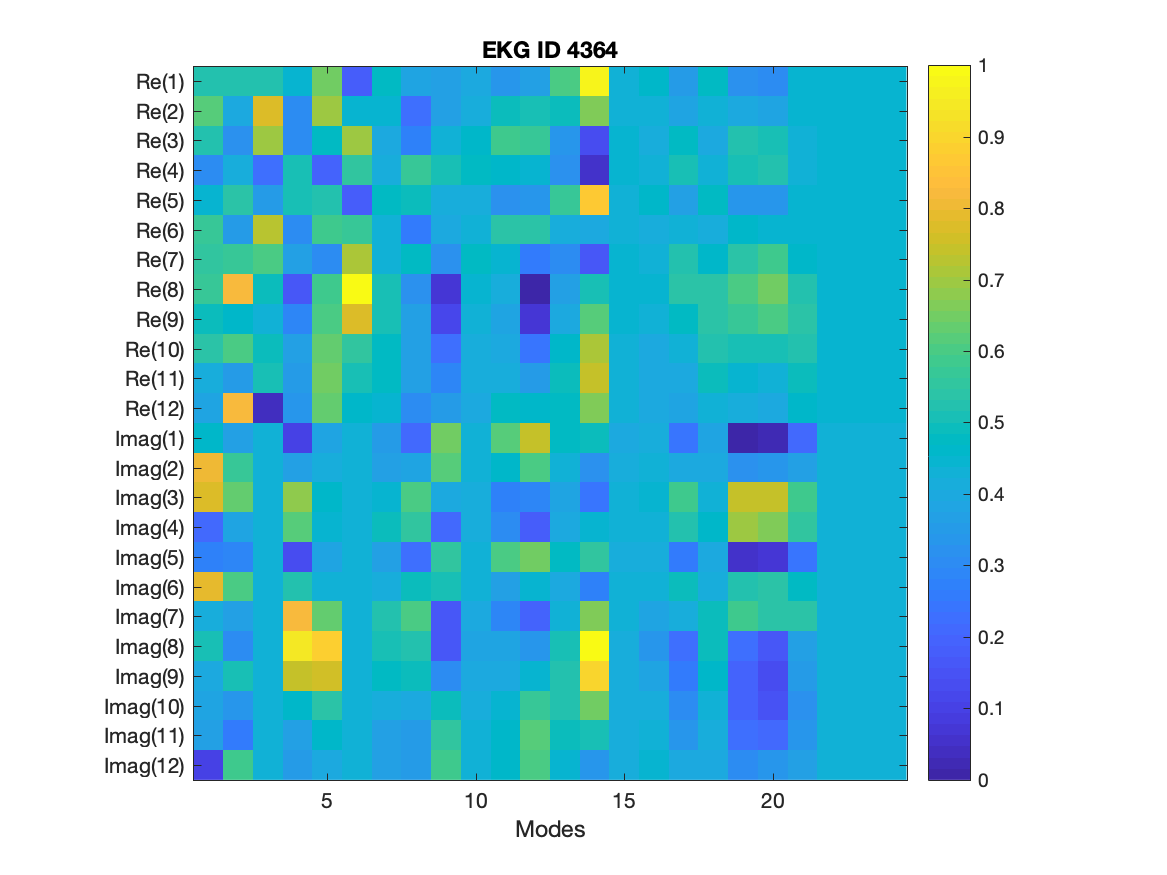 EKG ID 4364
Re(1)
Re(2)
Re(3)
Re(4)
Re(5)
Re(6)
Re(7)
Re(8)
Re(9)
Re(10)
Re(11)
Re(12)
Imag(1)
Imag(2)
Imag(3)
Imag(4)
Imag(5)
Imag(6)
Imag(7)
Imag(8)
Imag(9)
Imag(10)
Imag(11)
Imag(12)
5 10 15 20
Modes
1
0.9
0.8
0.7
0.6
0.5
0.4
0.3
0.2
0.1
0